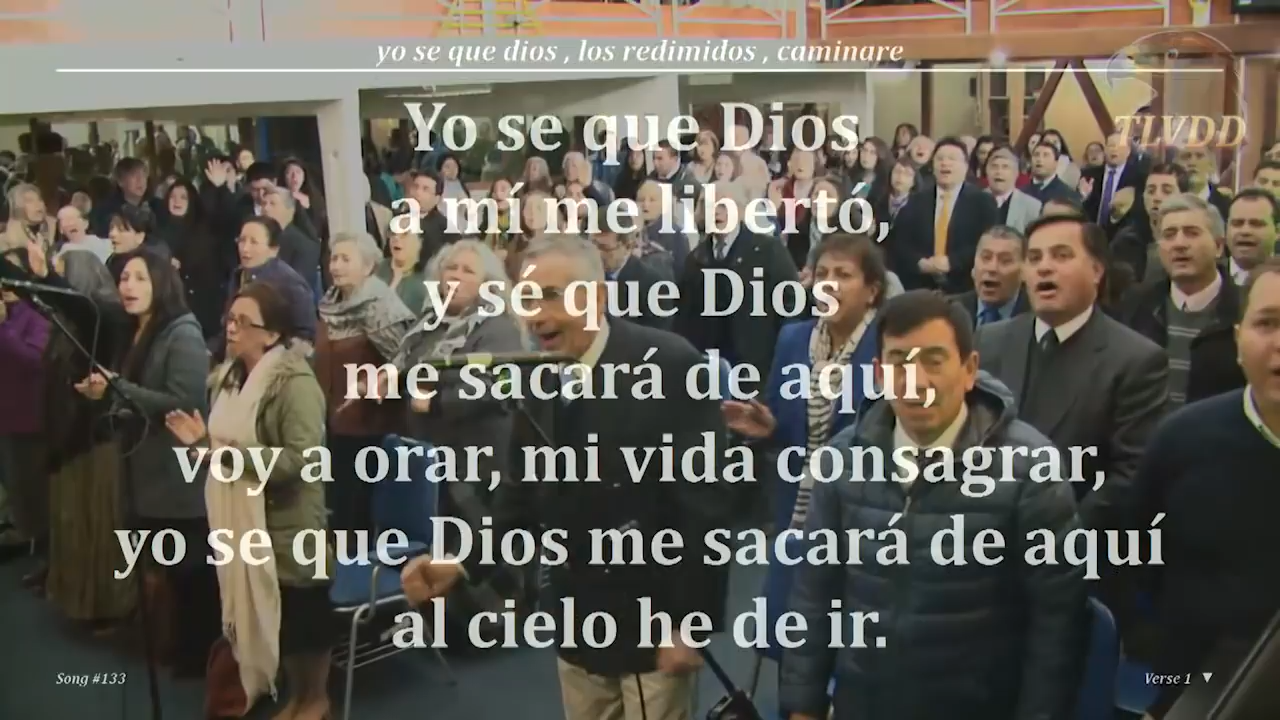 yo se que dios , los redimidos , caminare
TLVDD
Yo se que Dios
a mí me libertó,
y sé que Dios
me sacará de aquí,
voy a orar, mi vida consagrar,
yo se que Dios me sacará de aquí
al cielo he de ir.
Song #133
Verse 1 ▼